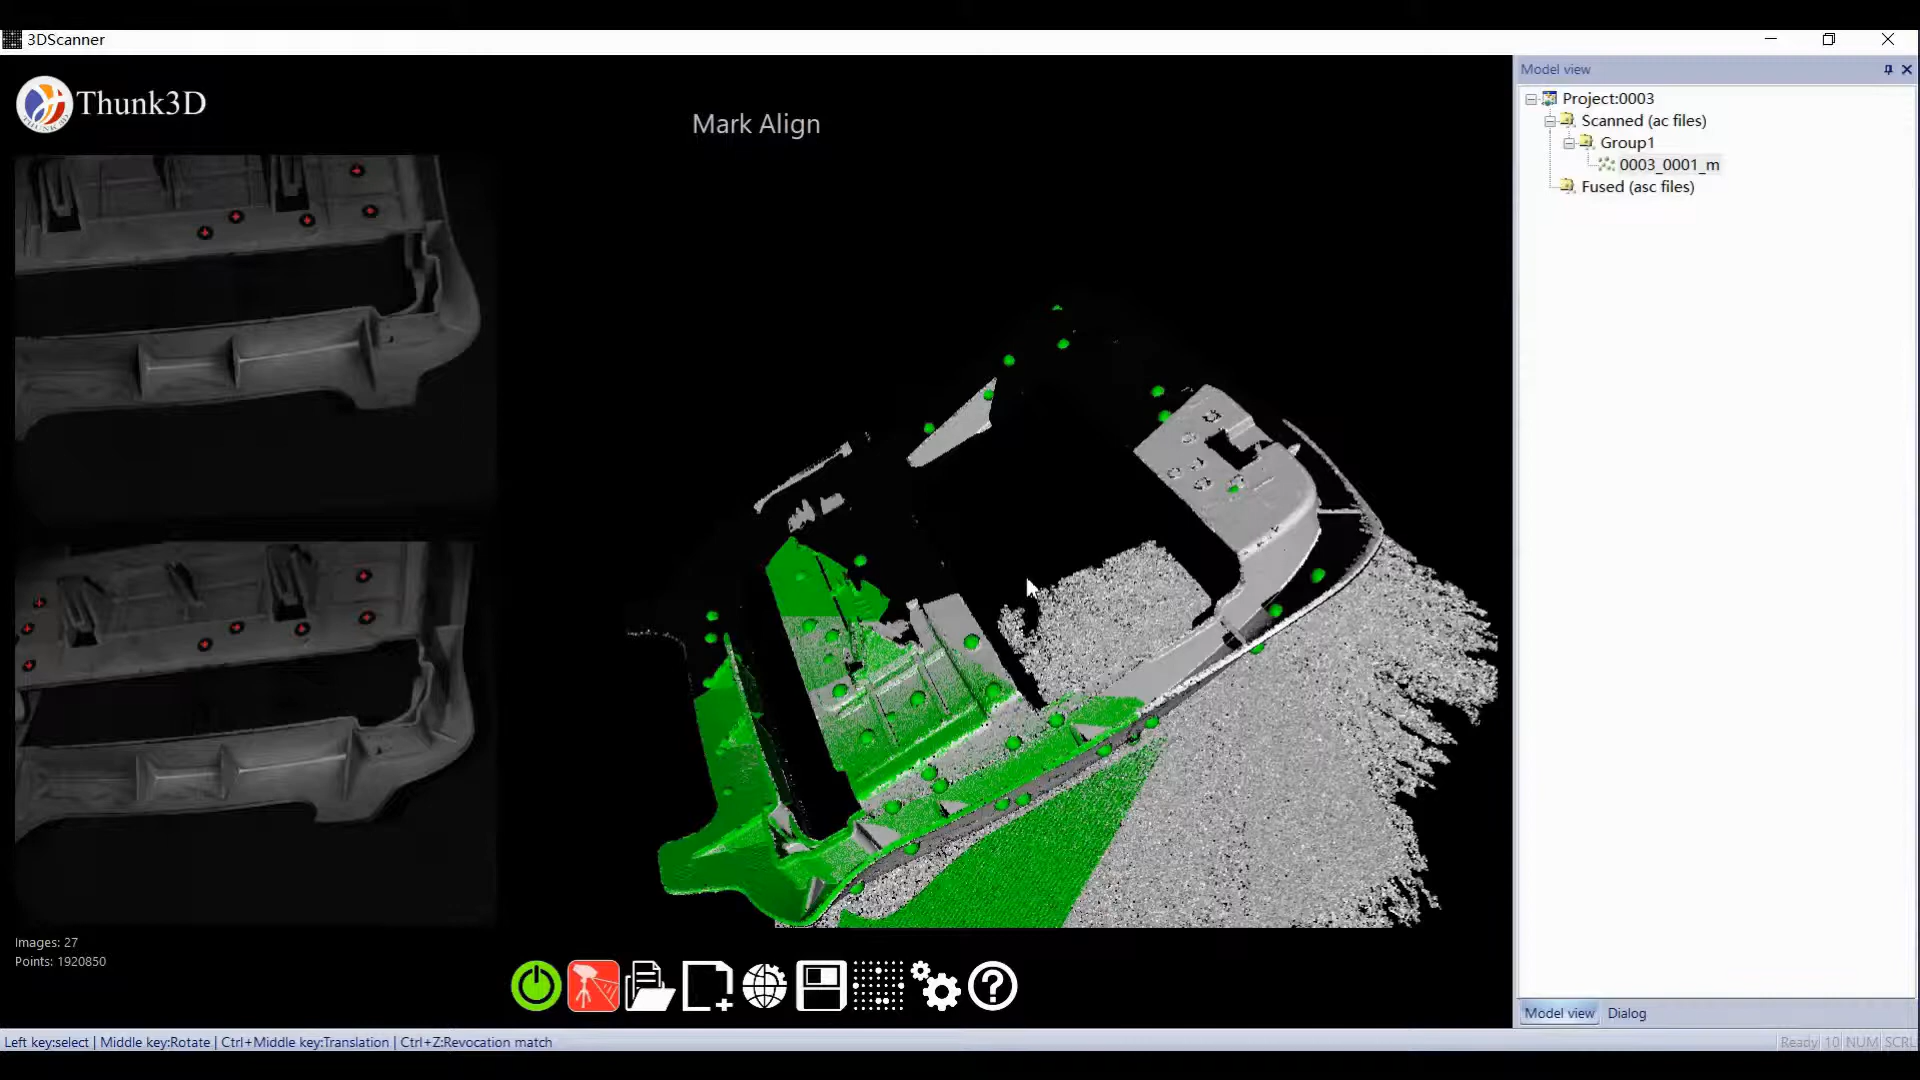 3DScanner
Thunk3D
Mark Align
Images: 27
Points: 1920850
Left key:select | Middle key:Rotate | Ctrl+Middle key:Translation | Ctrl+Z:Revocation match
Model view
Project:0003
Scanned (ac files)
Group1
0003_0001_m
Fused (asc files)
Model view
Dialog
Ready 10 NUM SCRL